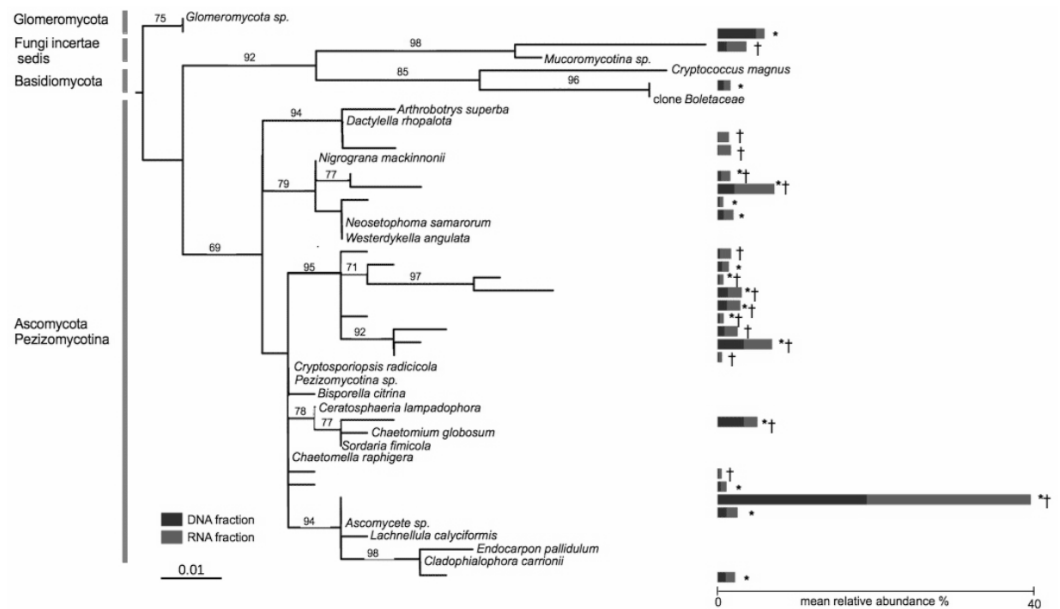 Glomeromycota
75
Glomeromycota sp.
*
Fungi incertae
sedis
98
†
Mucoromycotina sp.
92
Basidiomycota
85
Cryptococcus magnus
96
*
clone Boletaceae
94
Arthrobotrys superba
Dactylella rhopalota
†
†
Nigrograna mackinnonii
77
*†
79
*†
*
Neosetophoma samarorum
*
Westerdykella angulata
69
†
95
71
*
97
*†
*†
*†
*†
Ascomycota
Pezizomycotina
92
†
*†
†
Cryptosporiopsis radicicola
Pezizomycotina sp.
Bisporella citrina
Ceratosphaeria lampadophora
78
77
*†
Chaetomium globosum
Sordaria fimicola
Chaetomella raphigera
†
*
*†
DNA fraction
94
Ascomycete sp.
*
RNA fraction
Lachnellula calyciformis
98
Endocarpon pallidulum
Cladophialophora carrionii
0.01
*
0
mean relative abundance %
40